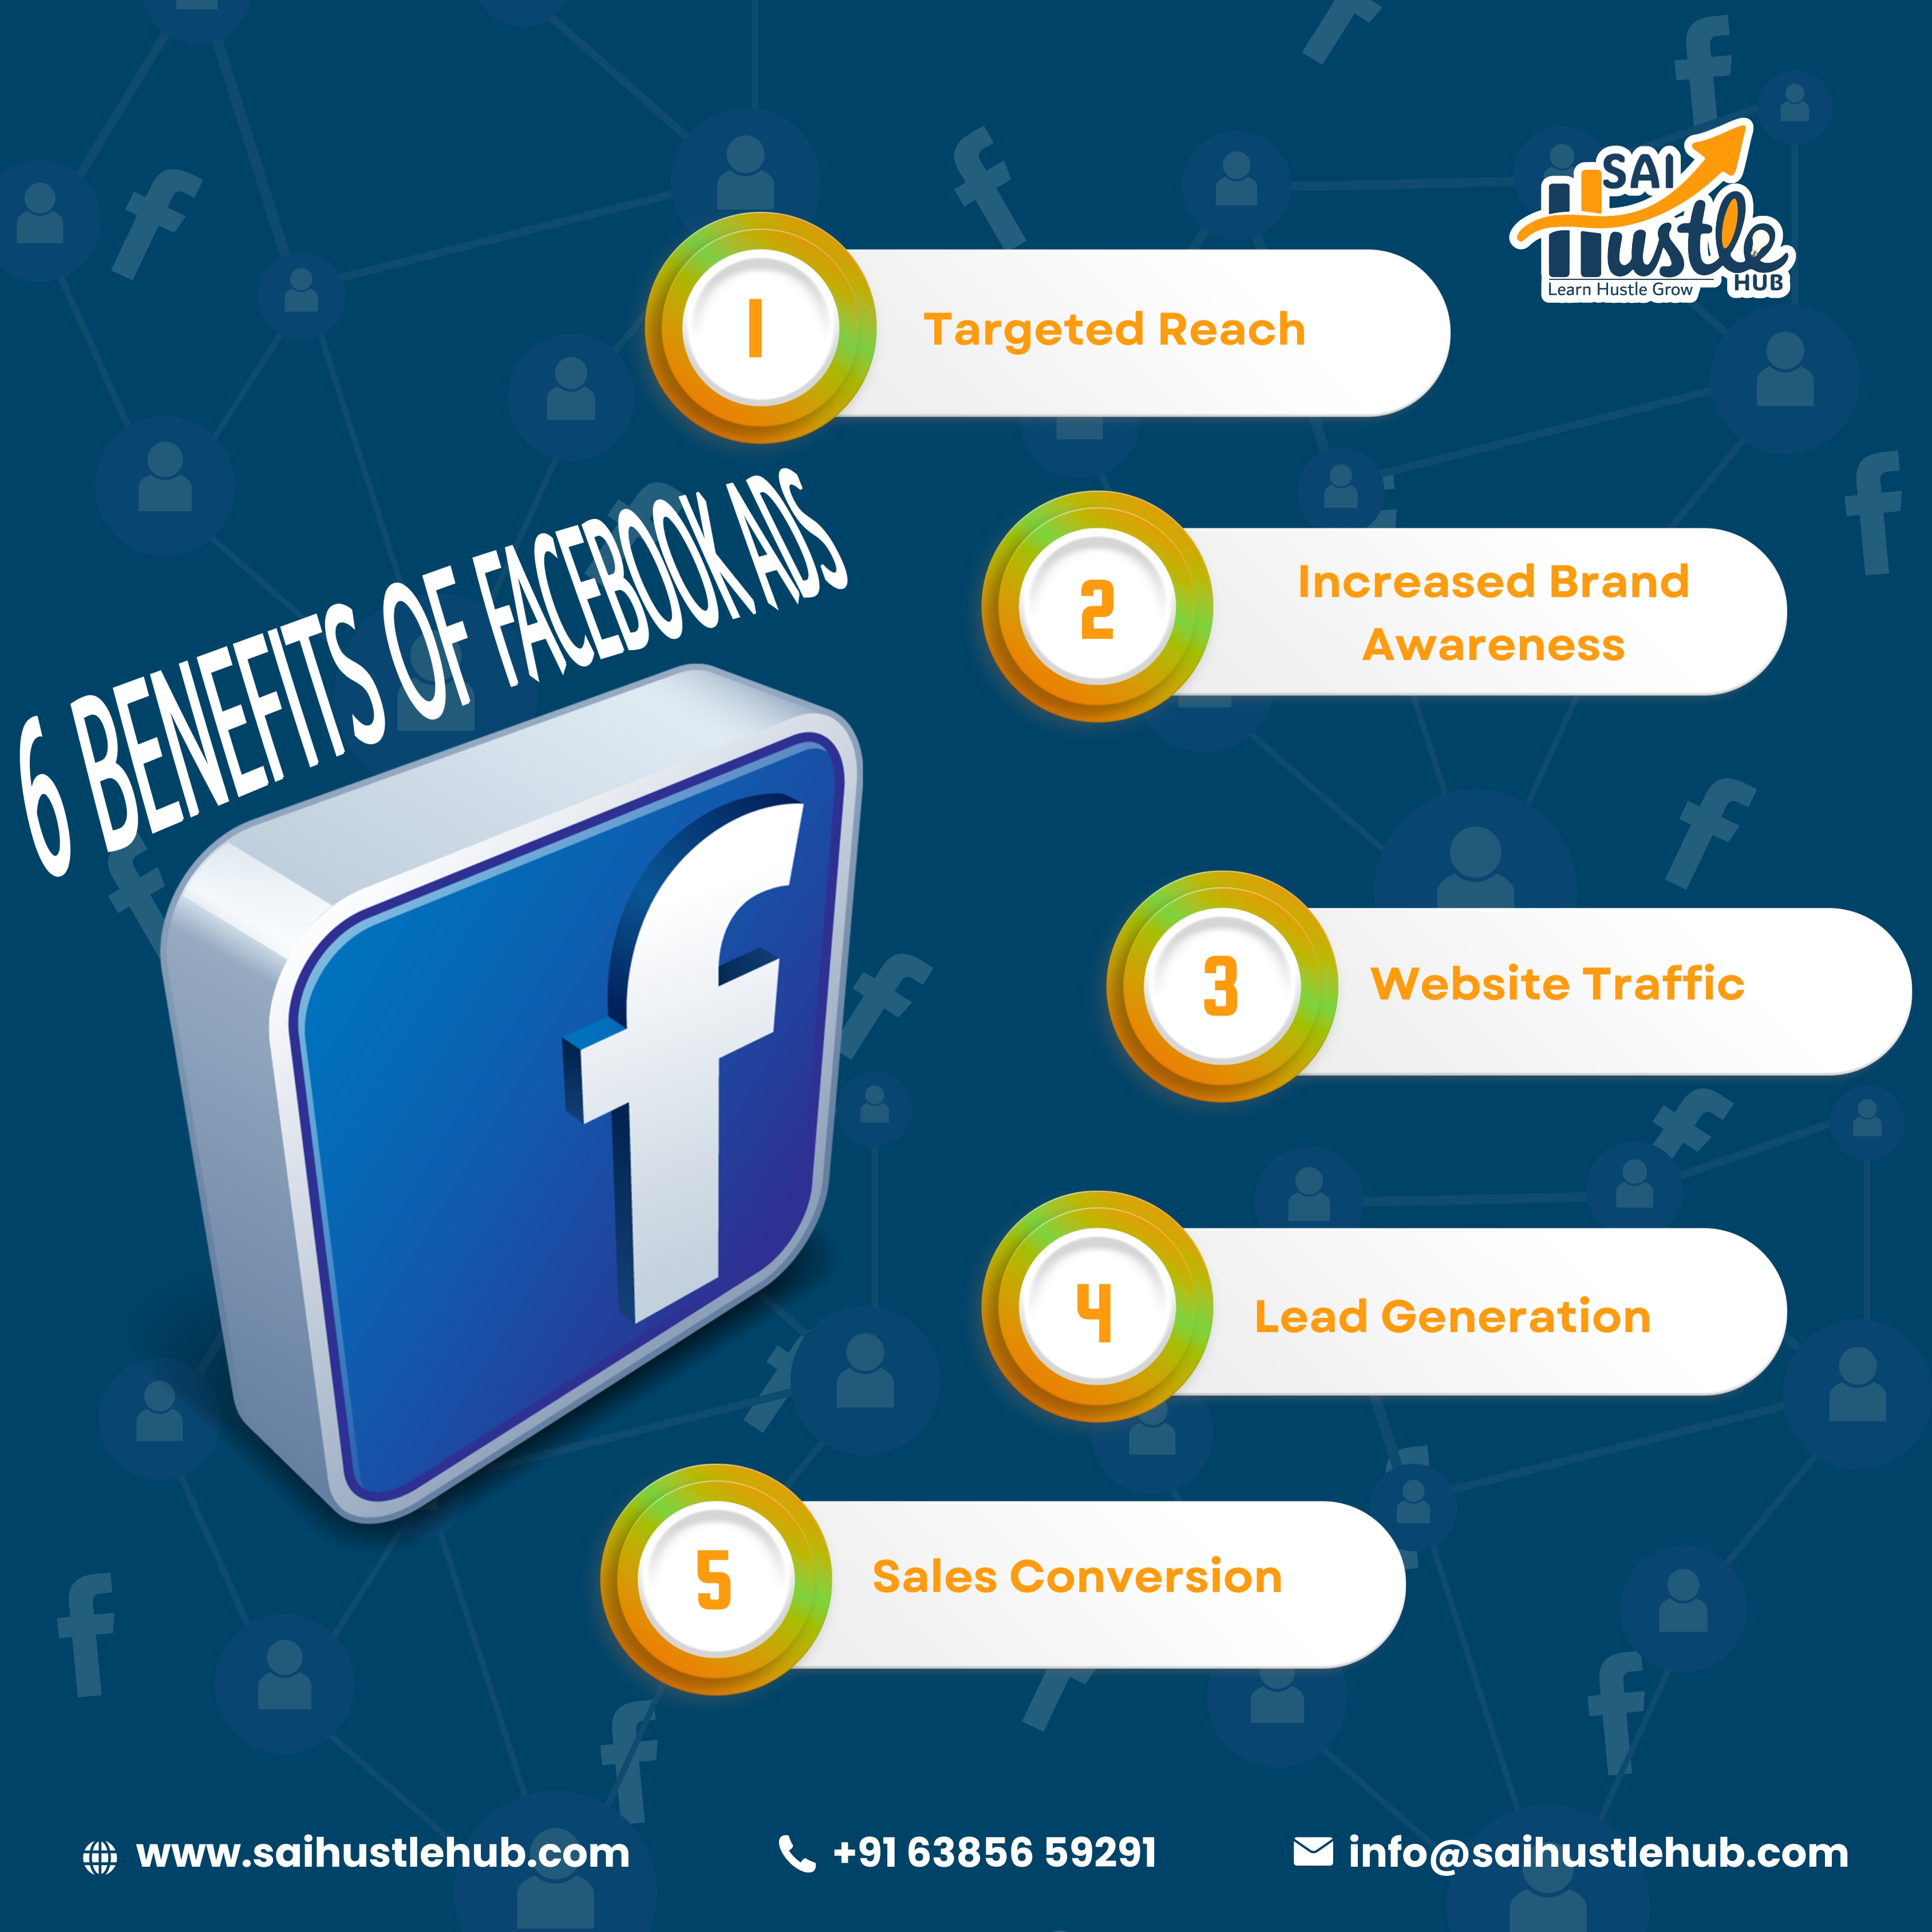 SAI
Hustle
HUB
Learn Hustle Grow
1
Targeted Reach
6 BENEFITS OF FACEBOOK ADS
2
Increased Brand
Awareness
f
3
Website Traffic
4
Lead Generation
5
Sales Conversion
www.saihustlehub.com
+91 63856 59291
info@saihustlehub.com